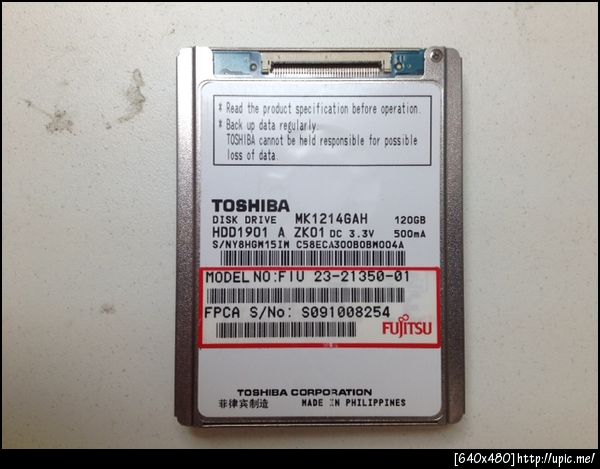 * Read the product specification before operation.
* Back up data regularly.
TOSHIBA cannot be held responsible for possible
loss of data.
TOSHIBA
DISK DRIVE MK1214GAH 120GB
HDD1901 A ZK01 DC 3.3V 500mA
S/NY8HGW15IW C58ECA300B0BW004A
MODEL NO:FIU 23-21350-01
FPCA S/No: S091008254
FUJITSU
TOSHIBA CORPORATION
菲律宾制造 MADE IN PHILIPPINES
[640x480]http://upic.me/